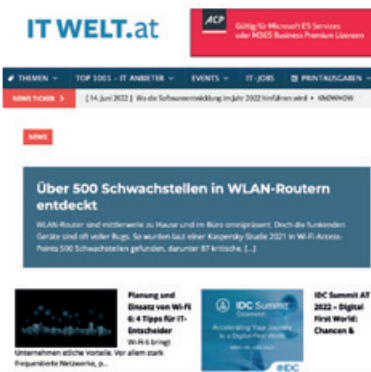 IT WELT.at
ACP
Gültig für Microsoft E5 Services
oder M365 Business Premium Lizenzen
THEMEN
TOP 1001 – IT ANBIETER
EVENTS
IT-JOBS
PRINTAUSGABEN
NEWS TICKER
[ 14. Juni 2022 ] Wo die Softwareentwicklung im Jahr 2022 hinführen wird
KNOWHOW
NEWS
Über 500 Schwachstellen in WLAN-Routern
entdeckt
WLAN-Router sind mittlerweile zu Hause und im Büro omnipräsent. Doch die funkenden
Geräte sind oft voller Bugs. So wurden laut einer Kaspersky Studie 2021 in Wi-Fi-Access-
Points 500 Schwachstellen gefunden, darunter 87 kritische. [...]
Planung und
Einsatz von Wi-Fi
6: 4 Tipps für IT-
Entscheider
Wi-Fi 6 bringt
Unternehmen etliche Vorteile. Vor allem stark
frequentierte Netzwerke, p...
IDC Summit
Österreich
Accelerating Your Journey
to a Digital-First World
IDC
IDC Summit AT
2022 – Digital
First World:
Chancen &